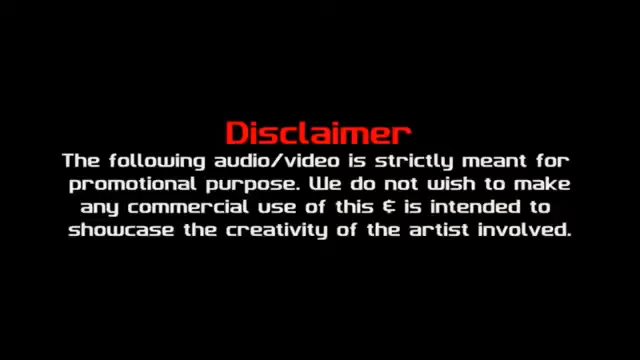 Disclaimer
The following audio/video is strictly meant for
promotional purpose. We do not wish to make
any commercial use of this & is intended to
showcase the creativity of the artist involved.